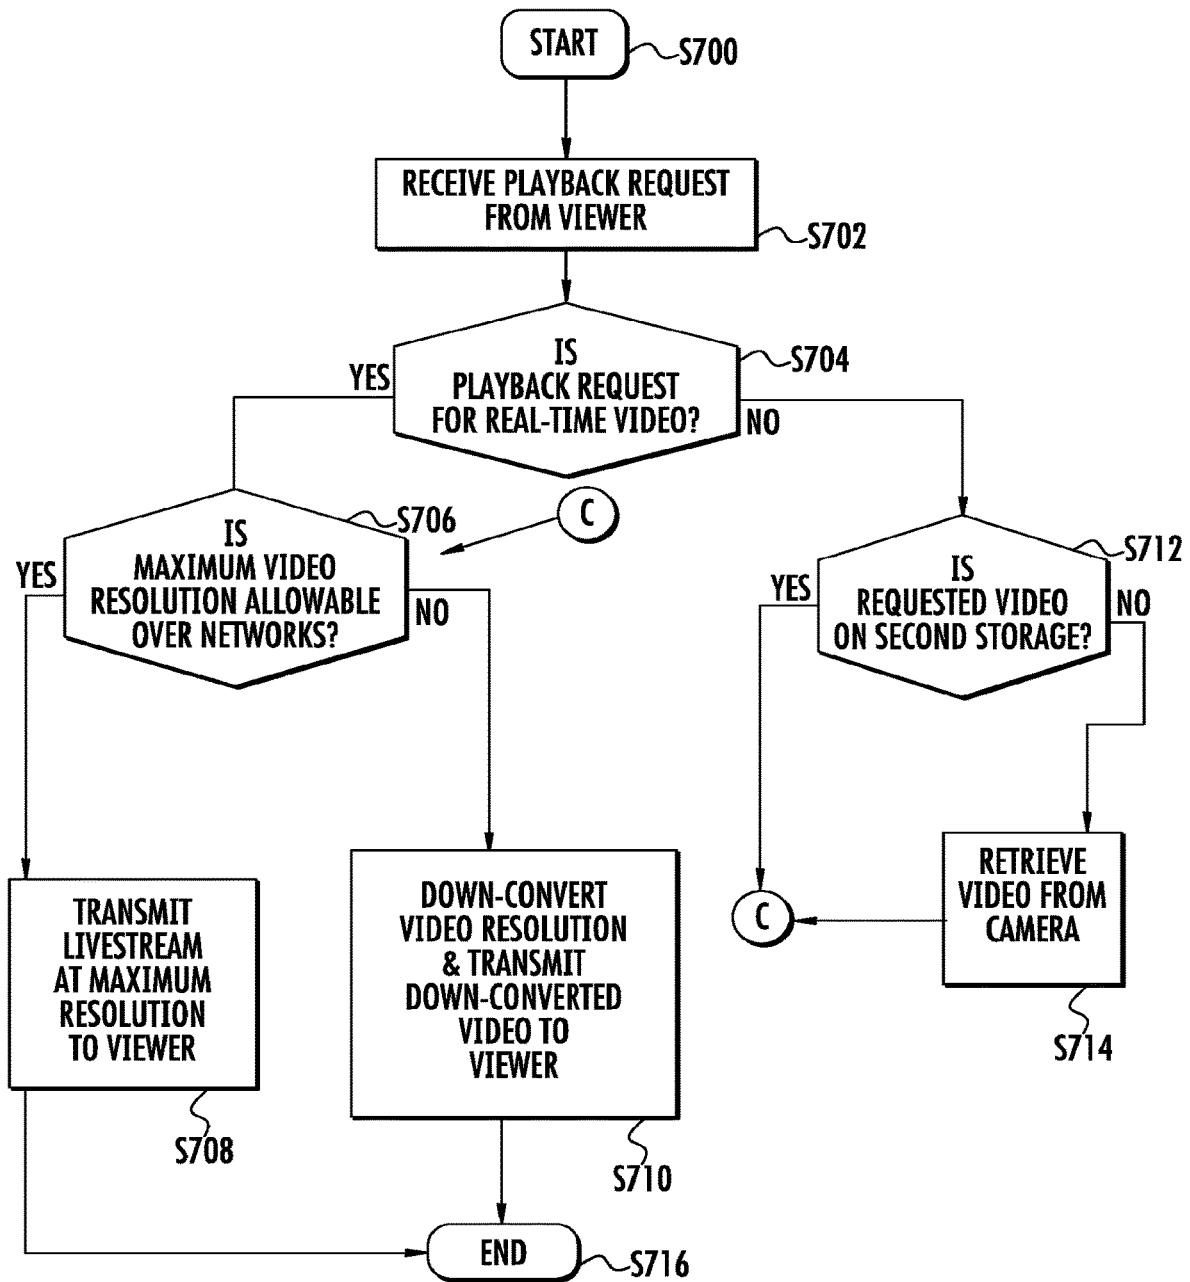 START
S700
RECEIVE PLAYBACK REQUEST
FROM VIEWER
S702
IS
PLAYBACK REQUEST
FOR REAL-TIME VIDEO?
S704
YES
NO
C
IS
MAXIMUM VIDEO
RESOLUTION ALLOWABLE
OVER NETWORKS?
S706
YES
NO
IS
REQUESTED VIDEO
ON SECOND STORAGE?
S712
YES
NO
TRANSMIT
LIVESTREAM
AT MAXIMUM
RESOLUTION
TO VIEWER
S708
DOWN-CONVERT
VIDEO RESOLUTION
& TRANSMIT
DOWN-CONVERTED
VIDEO TO
VIEWER
S710
C
RETRIEVE
VIDEO FROM
CAMERA
S714
END
S716